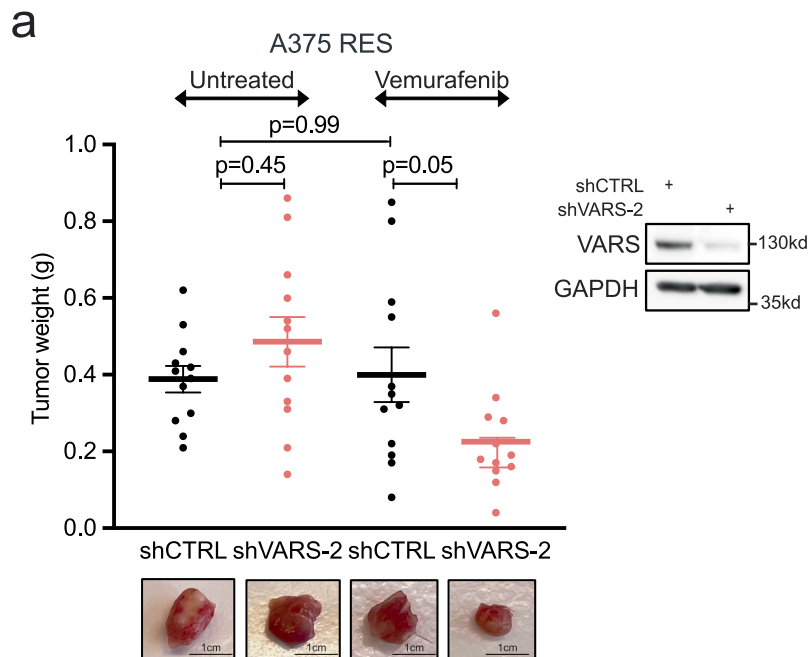 a
A375 RES
Untreated
Vemurafenib
p=0.99
p=0.45
p=0.05
1.0
0.8
0.6
0.4
0.2
0.0
Tumor weight (g)
shCTRL shVARS-2 shCTRL shVARS-2
1cm
1cm
1cm
1cm
shCTRL +
shVARS-2 +
VARS 130kd
GAPDH 35kd